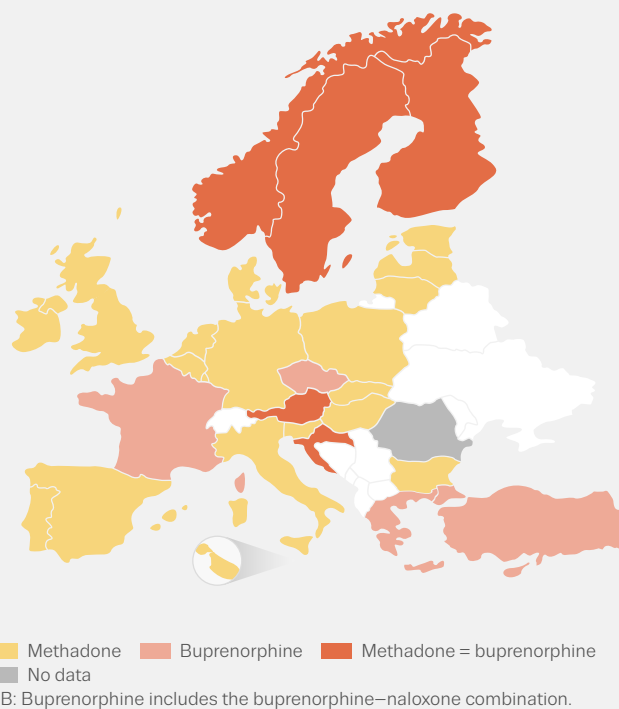 Methadone Buprenorphine Methadone = buprenorphine
No data
B: Buprenorphine includes the buprenorphine–naloxone combination.